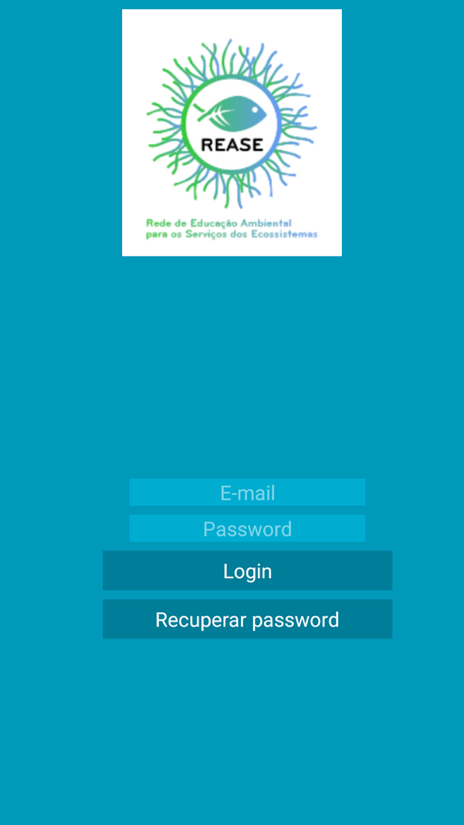 REASE
Rede de Educação Ambiental
para os Serviços dos Ecossistemas
E-mail
Password
Login
Recuperar password